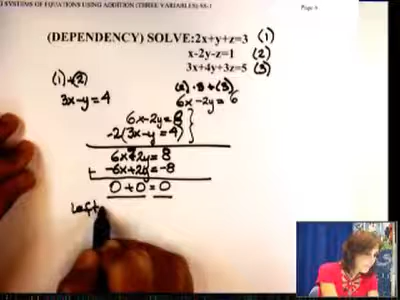 G SYSTEMS OF EQUATIONS USING ADDITION (THREE VARIABLES) SS-1 Page 6
(DEPENDENCY) SOLVE: 2x+y+z=3 (1)
x-2y-z=1 (2)
3x+4y+3z=5 (3)
(1)+(2) (2)·3+(3)
3x-y=4 6x-2y=6
6x-2y=8
-2(3x-y=4)
6x-2y=8
+ -6x+2y=-8
0+0=0
Left